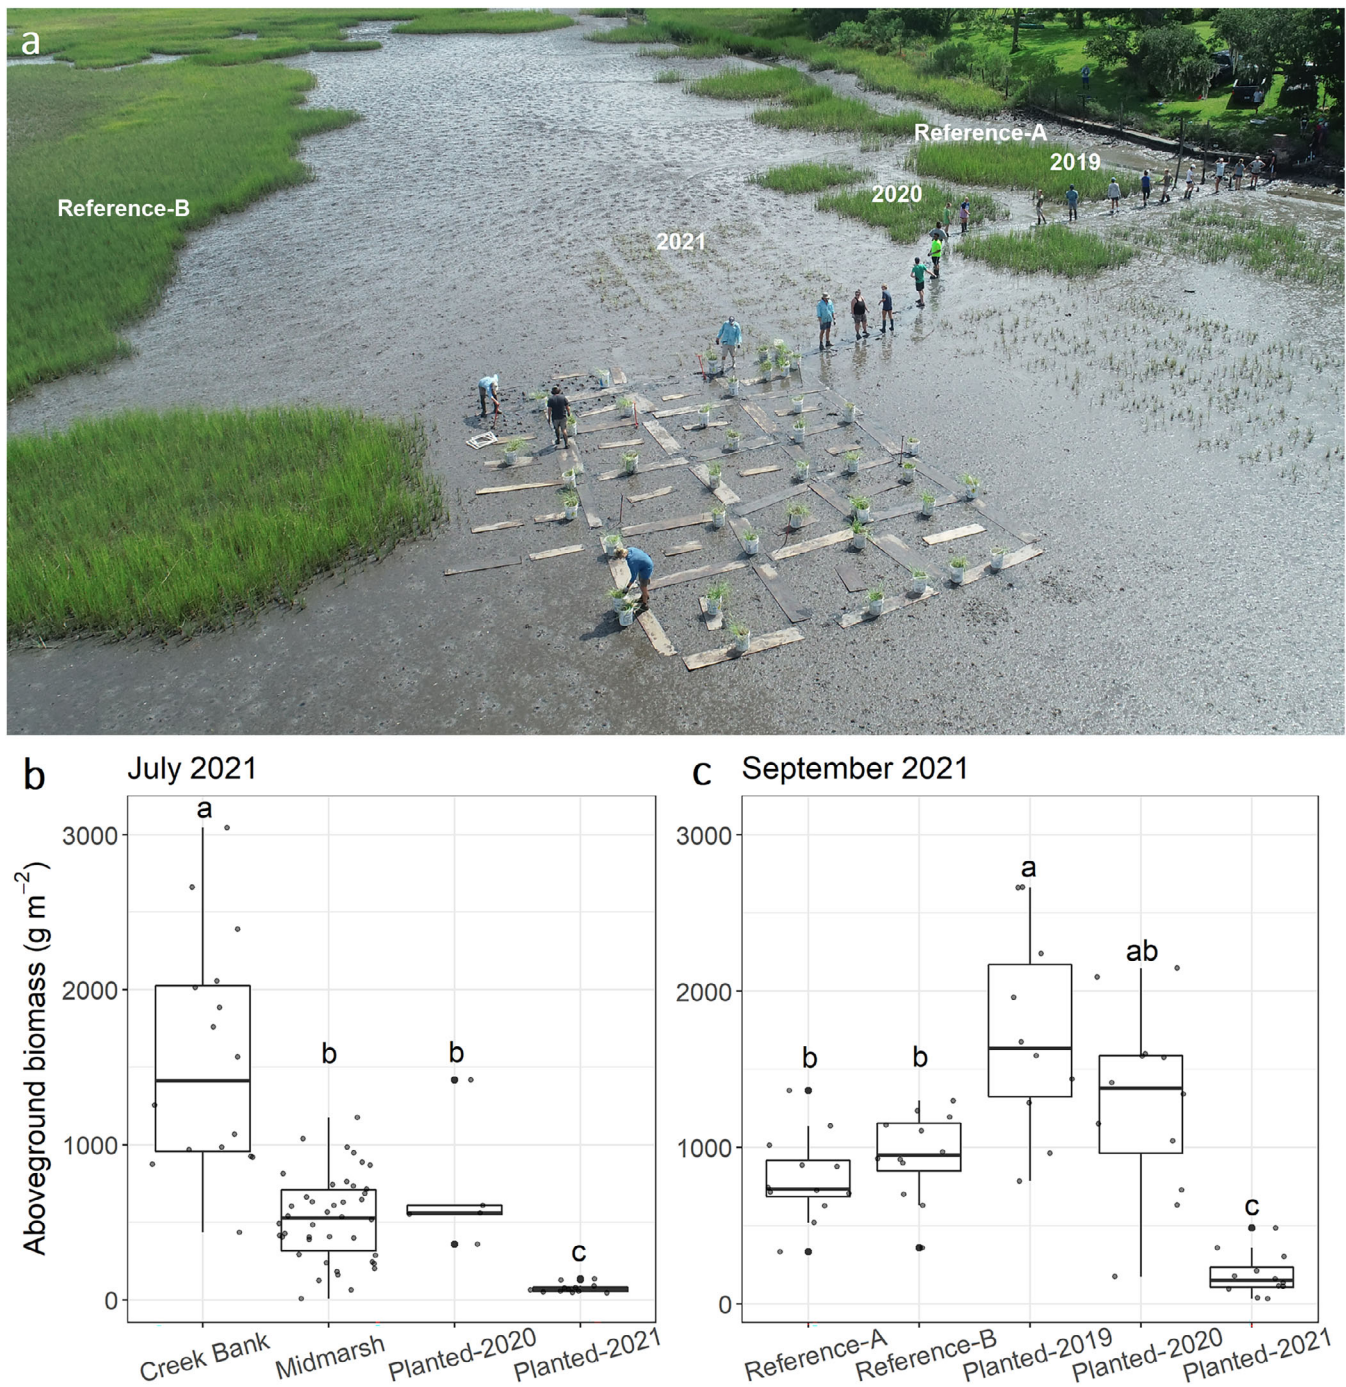 a
Reference-A
2019
2020
Reference-B
2021
b
July 2021
c
September 2021
Aboveground biomass (g m⁻²)
3000
2000
1000
0
a
b
b
c
Creek Bank
Midmarsh
Planted-2020
Planted-2021
3000
2000
1000
0
b
b
a
ab
c
Reference-A
Reference-B
Planted-2019
Planted-2020
Planted-2021